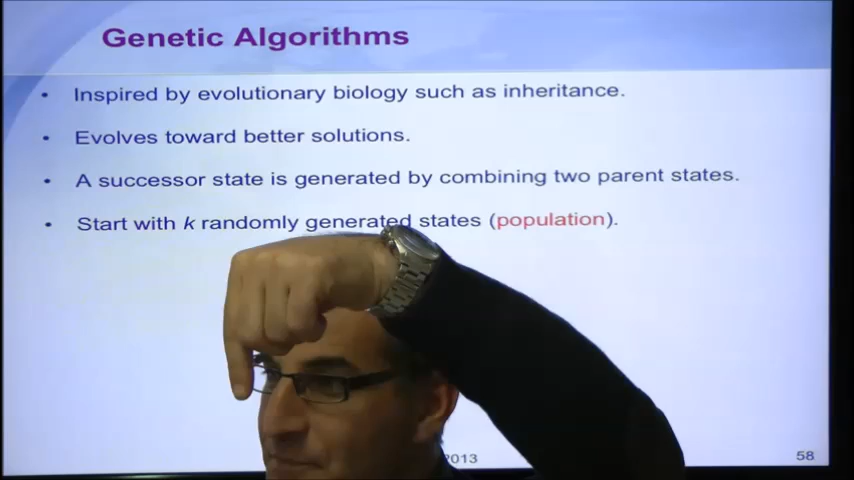 Genetic Algorithms
• Inspired by evolutionary biology such as inheritance.
• Evolves toward better solutions.
• A successor state is generated by combining two parent states.
• Start with k randomly generated states (population).
2013
58